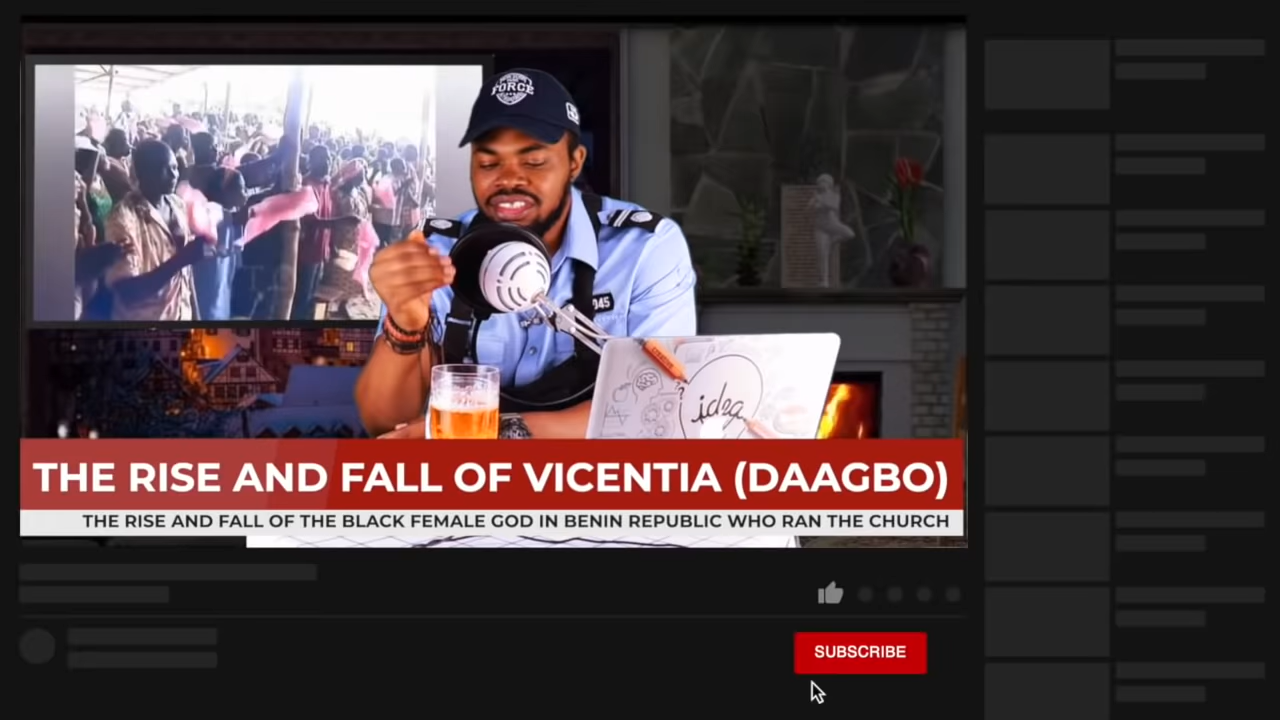 FORCE
045
idea
THE RISE AND FALL OF VICENTIA (DAAGBO)
THE RISE AND FALL OF THE BLACK FEMALE GOD IN BENIN REPUBLIC WHO RAN THE CHURCH
SUBSCRIBE